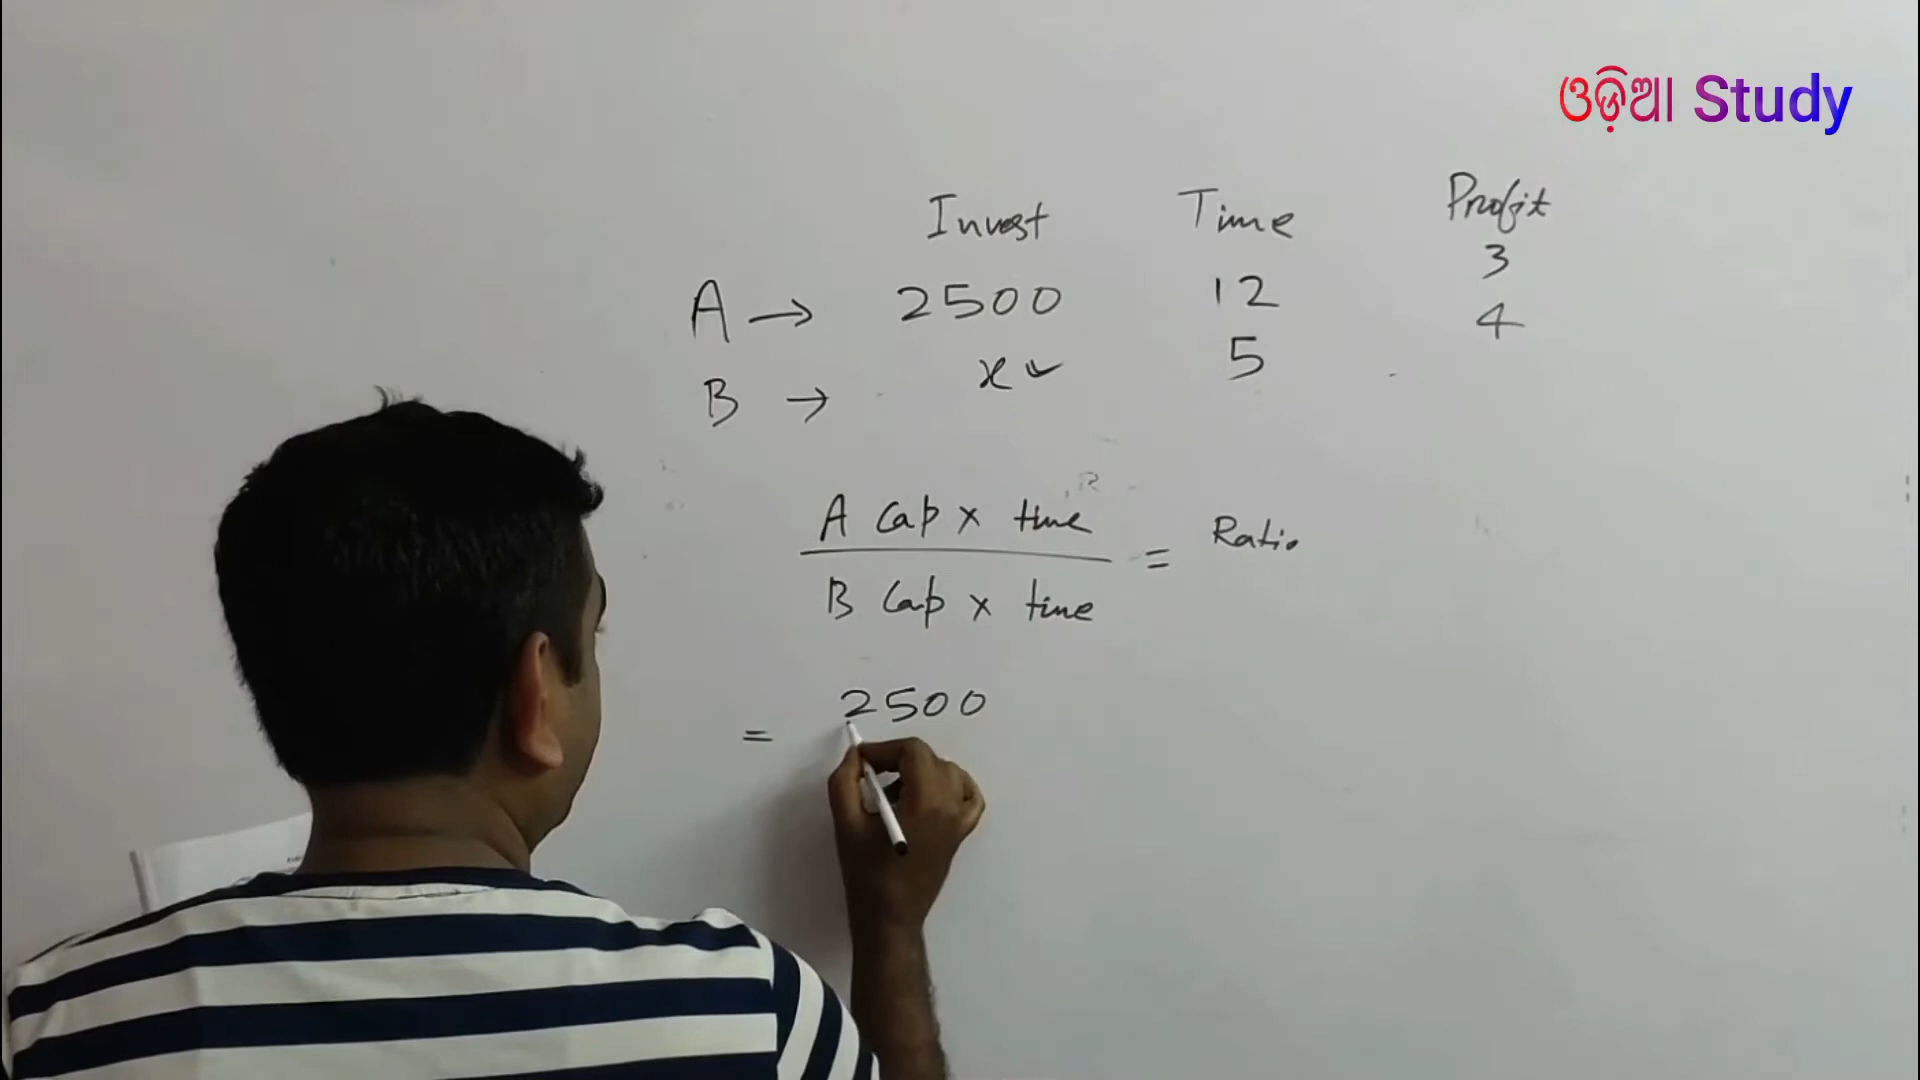 ଓଡ଼ିଆ Study
Invest Time Profit
A → 2500 12 3
B → x ✓ 5 4
A Cap x time
B Cap x time
= Ratio
= 2500